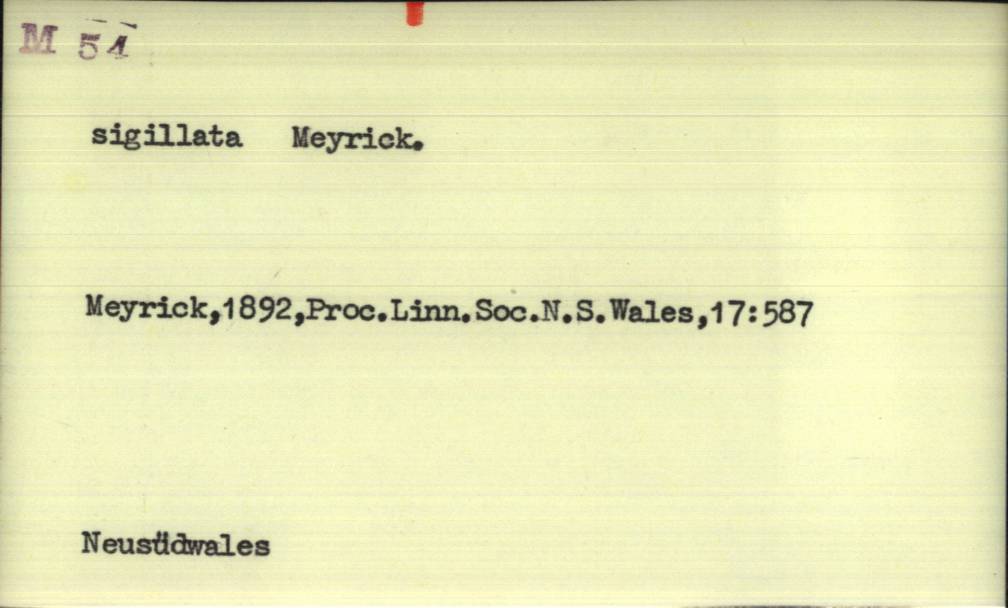 M 54
sigillata Meyrick.
Meyrick,1892,Proc.Linn.Soc.N.S.Wales,17:587
Neusüdwales